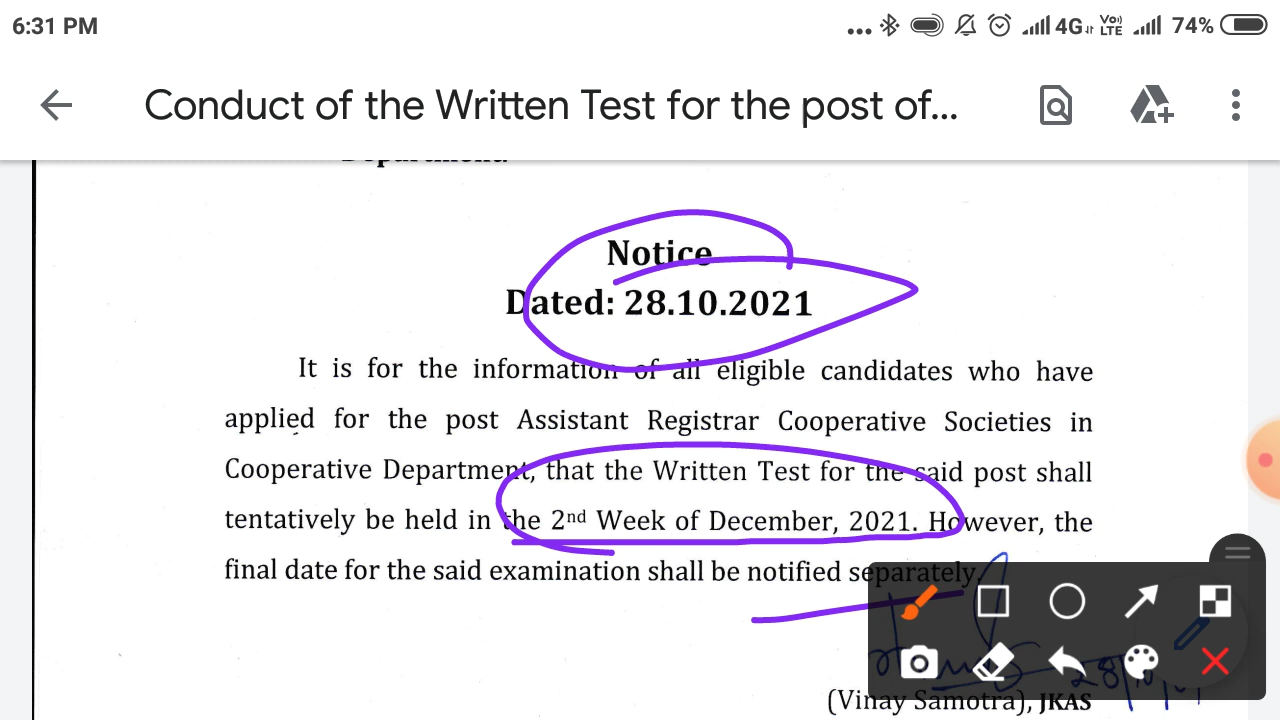 6:31 PM
4G VoLTE 74%
Conduct of the Written Test for the post of...
Notice
Dated: 28.10.2021
It is for the information of all eligible candidates who have
applied for the post Assistant Registrar Cooperative Societies in
Cooperative Department, that the Written Test for the said post shall
tentatively be held in the 2nd Week of December, 2021. However, the
final date for the said examination shall be notified separately.
(Vinay Samotra), JKAS